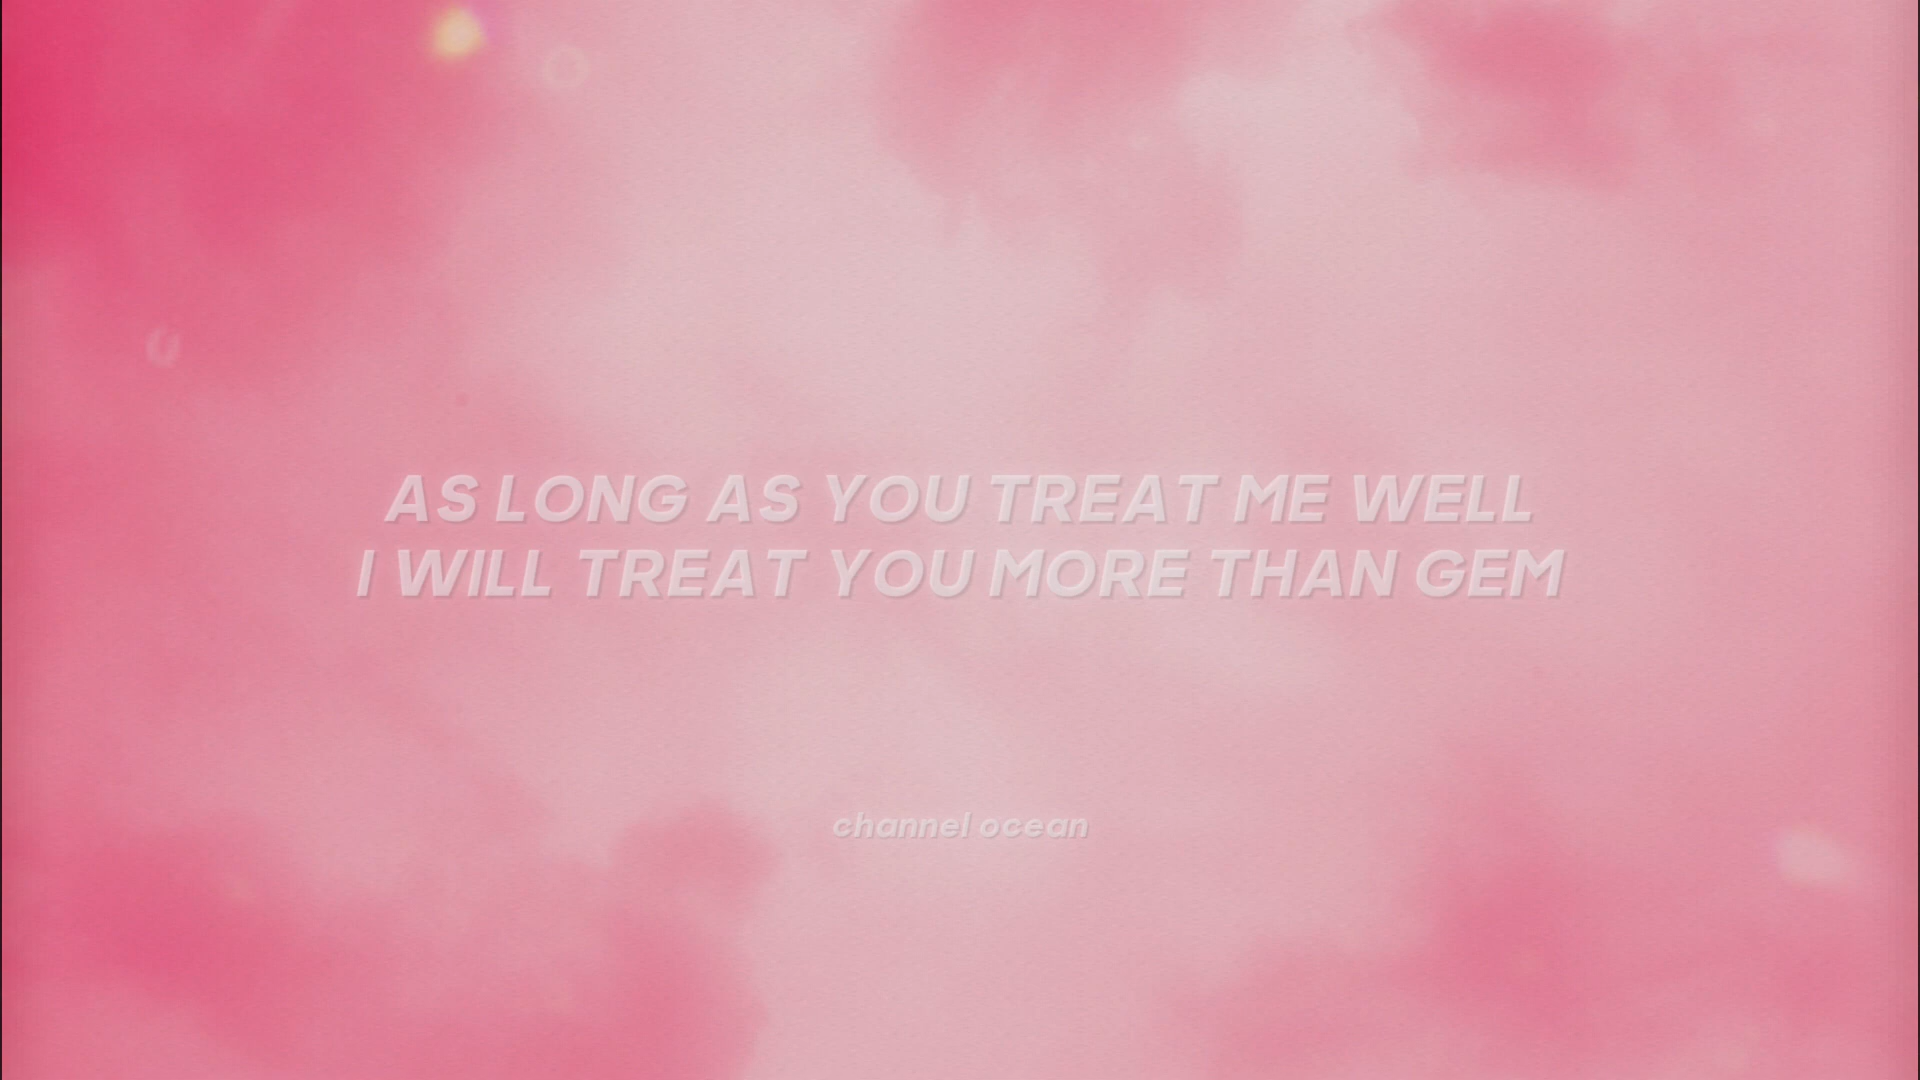 AS LONG AS YOU TREAT ME WELL
I WILL TREAT YOU MORE THAN GEM
channel ocean